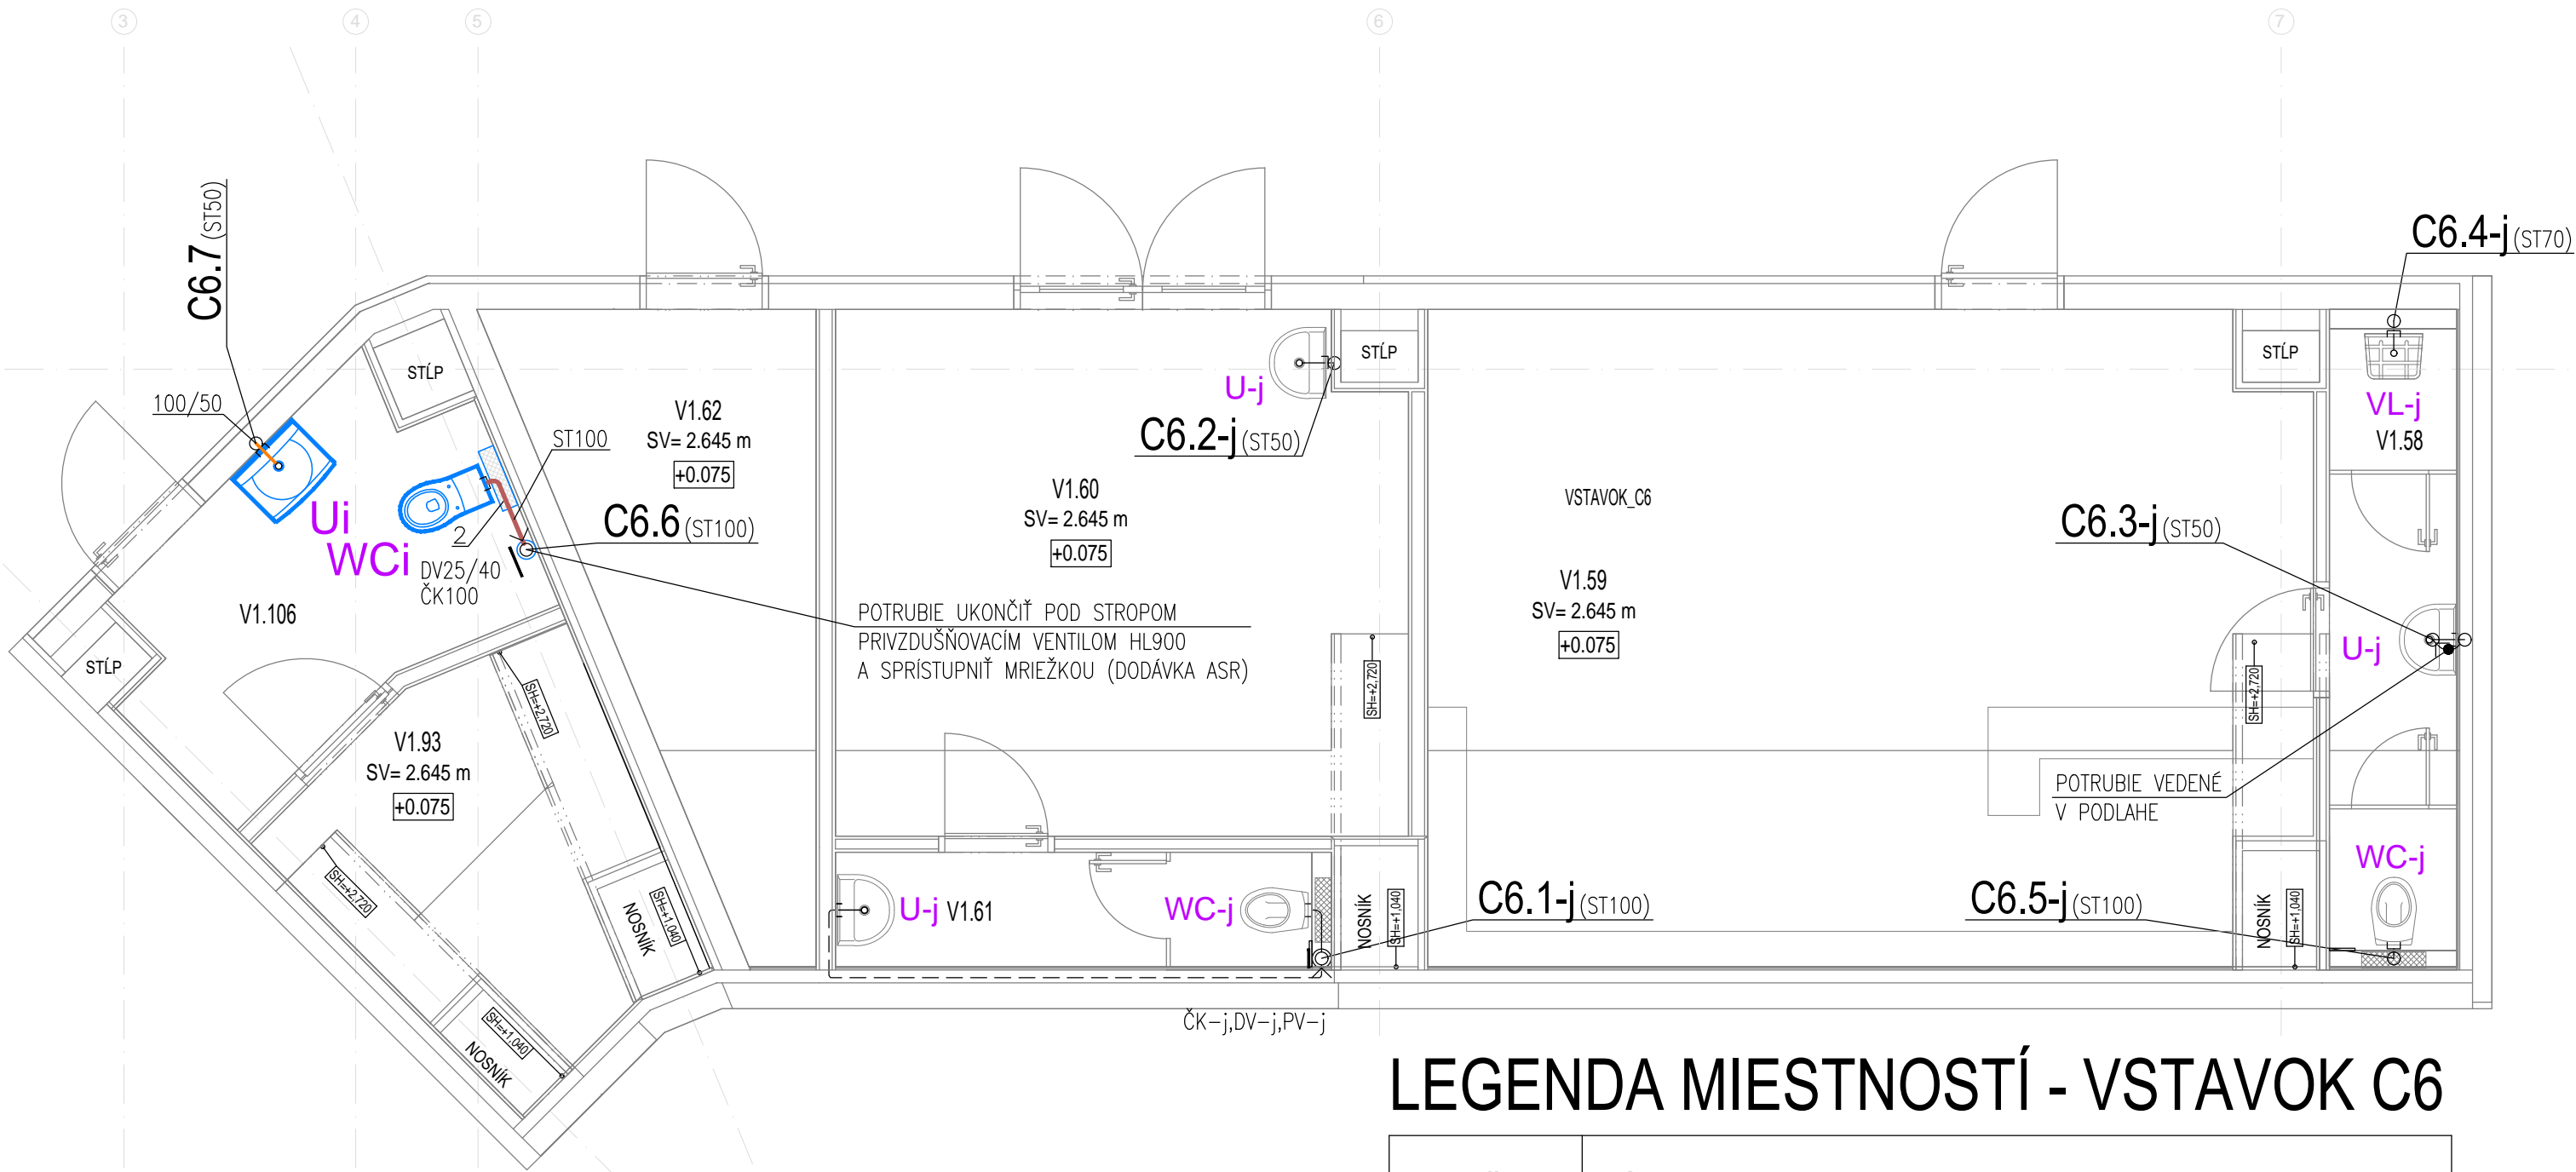 3
4
5
6
7
C6.7 (ST50)
100/50
STĹP
Ui
WCi
2
DV25/40
ČK100
V1.106
STĹP
ST100
C6.6 (ST100)
V1.62
SV= 2.645 m
+0.075
POTRUBIE UKONČIŤ POD STROPOM
PRIVZDUŠŇOVACÍM VENTILOM HL900
A SPRÍSTUPNIŤ MRIEŽKOU (DODÁVKA ASR)
V1.93
SV= 2.645 m
+0.075
SH=+2,720
SH=+2,720
NOSNÍK
SH=+1,040
NOSNÍK
SH=+1,040
V1.60
SV= 2.645 m
+0.075
U-j
STĹP
C6.2-j (ST50)
SH=+2,720
U-j V1.61
WC-j
NOSNÍK
SH=+1,040
C6.1-j (ST100)
ČK-j,DV-j,PV-j
VSTAVOK_C6
V1.59
SV= 2.645 m
+0.075
STĹP
C6.4-j (ST70)
VL-j
V1.58
C6.3-j (ST50)
U-j
SH=+2,720
POTRUBIE VEDENÉ
V PODLAHE
WC-j
C6.5-j (ST100)
NOSNÍK
SH=+1,040
LEGENDA MIESTNOSTÍ - VSTAVOK C6